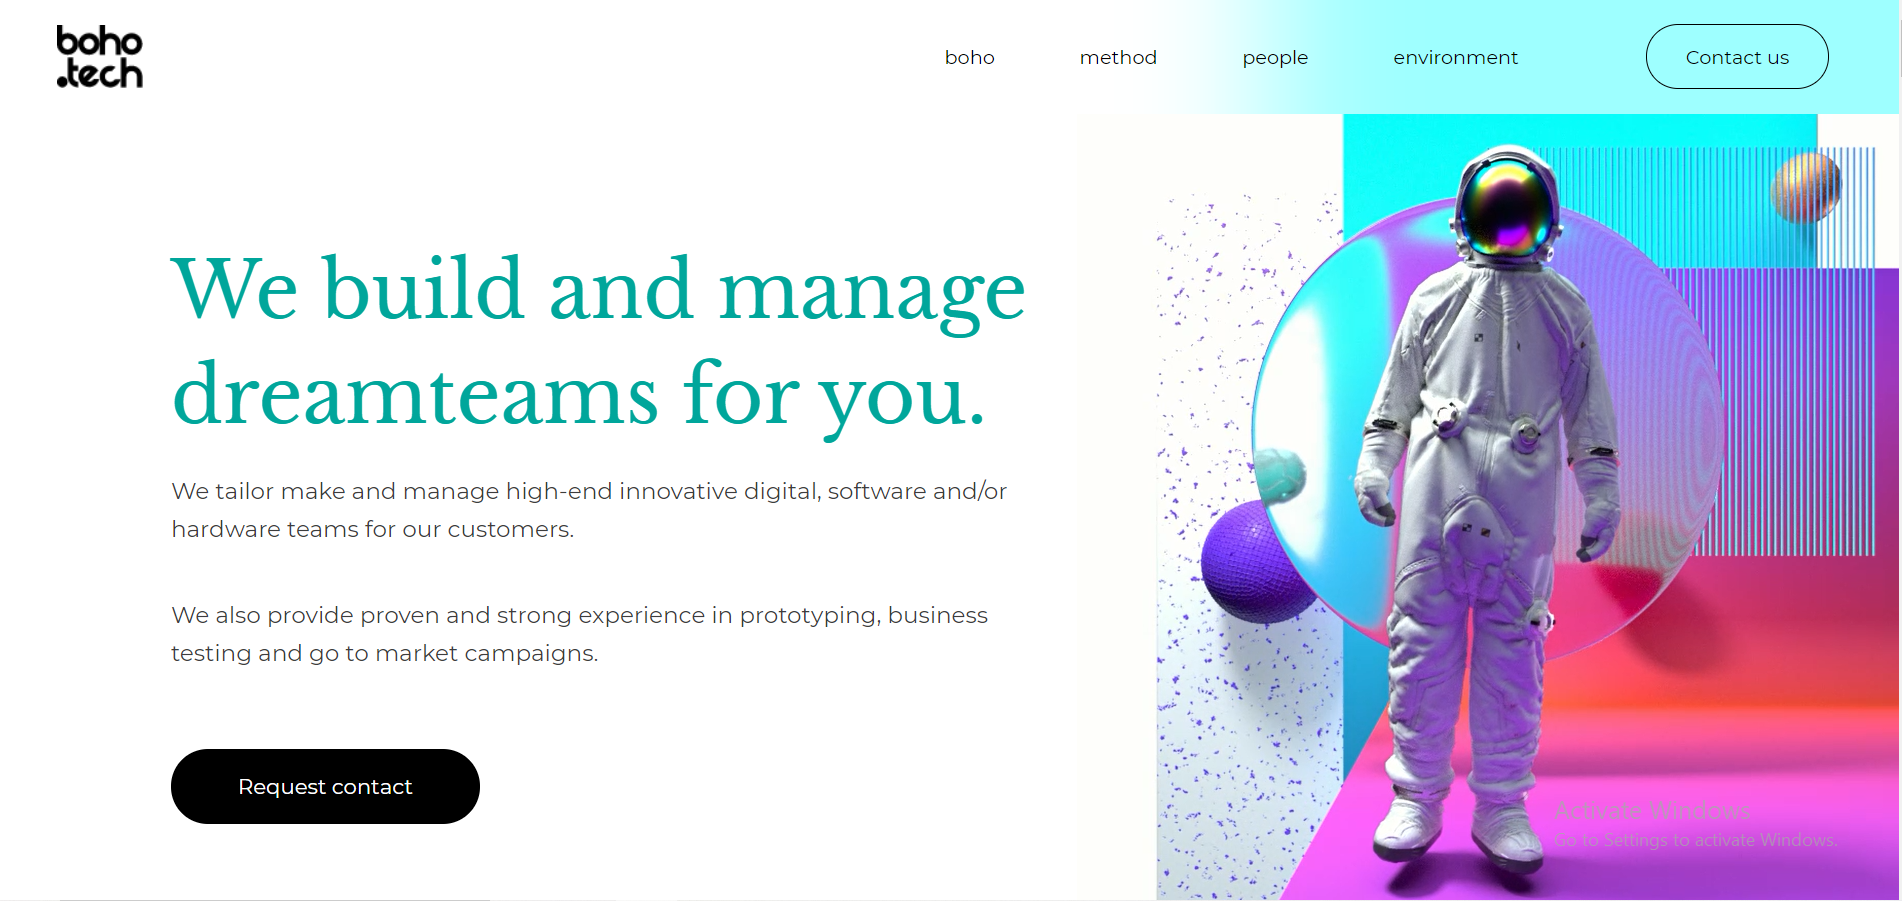 boho
.tech
boho method people environment Contact us
We build and manage
dreamteams for you.
We tailor make and manage high-end innovative digital, software and/or
hardware teams for our customers.
We also provide proven and strong experience in prototyping, business
testing and go to market campaigns.
Request contact
Activate Windows
Go to Settings to activate Windows.